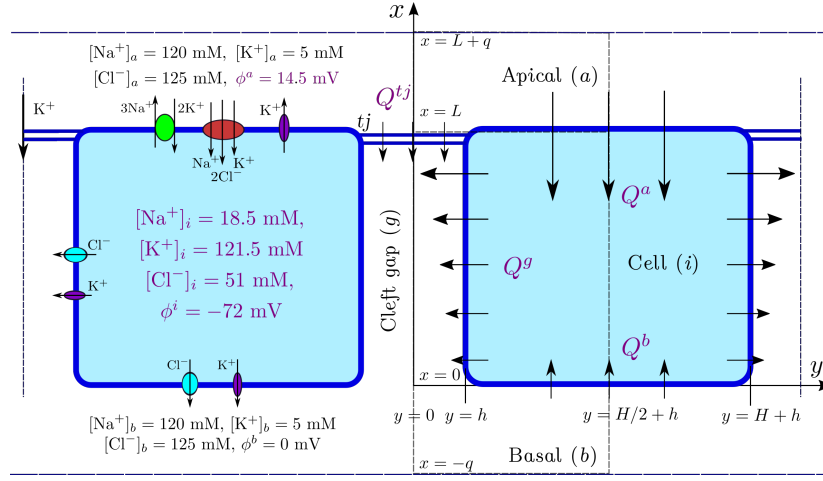 x
[Na⁺]ₐ = 120 mM, [K⁺]ₐ = 5 mM
x = L + q
[Cl⁻]ₐ = 125 mM, ϕᵃ = 14.5 mV
Apical (a)
K⁺
3Na⁺
2K⁺
K⁺
Q^{tj}
x = L
tj
Na⁺
K⁺
2Cl⁻
[Na⁺]ᵢ = 18.5 mM,
[K⁺]ᵢ = 121.5 mM
[Cl⁻]ᵢ = 51 mM,
ϕⁱ = −72 mV
Cl⁻
K⁺
Cleft gap (g)
Qᵃ
Q^g
Cell (i)
Q^b
Cl⁻
K⁺
x = 0
y
[Na⁺]_b = 120 mM, [K⁺]_b = 5 mM
[Cl⁻]_b = 125 mM, ϕ^b = 0 mV
y = 0
y = h
y = H/2 + h
y = H + h
x = −q
Basal (b)